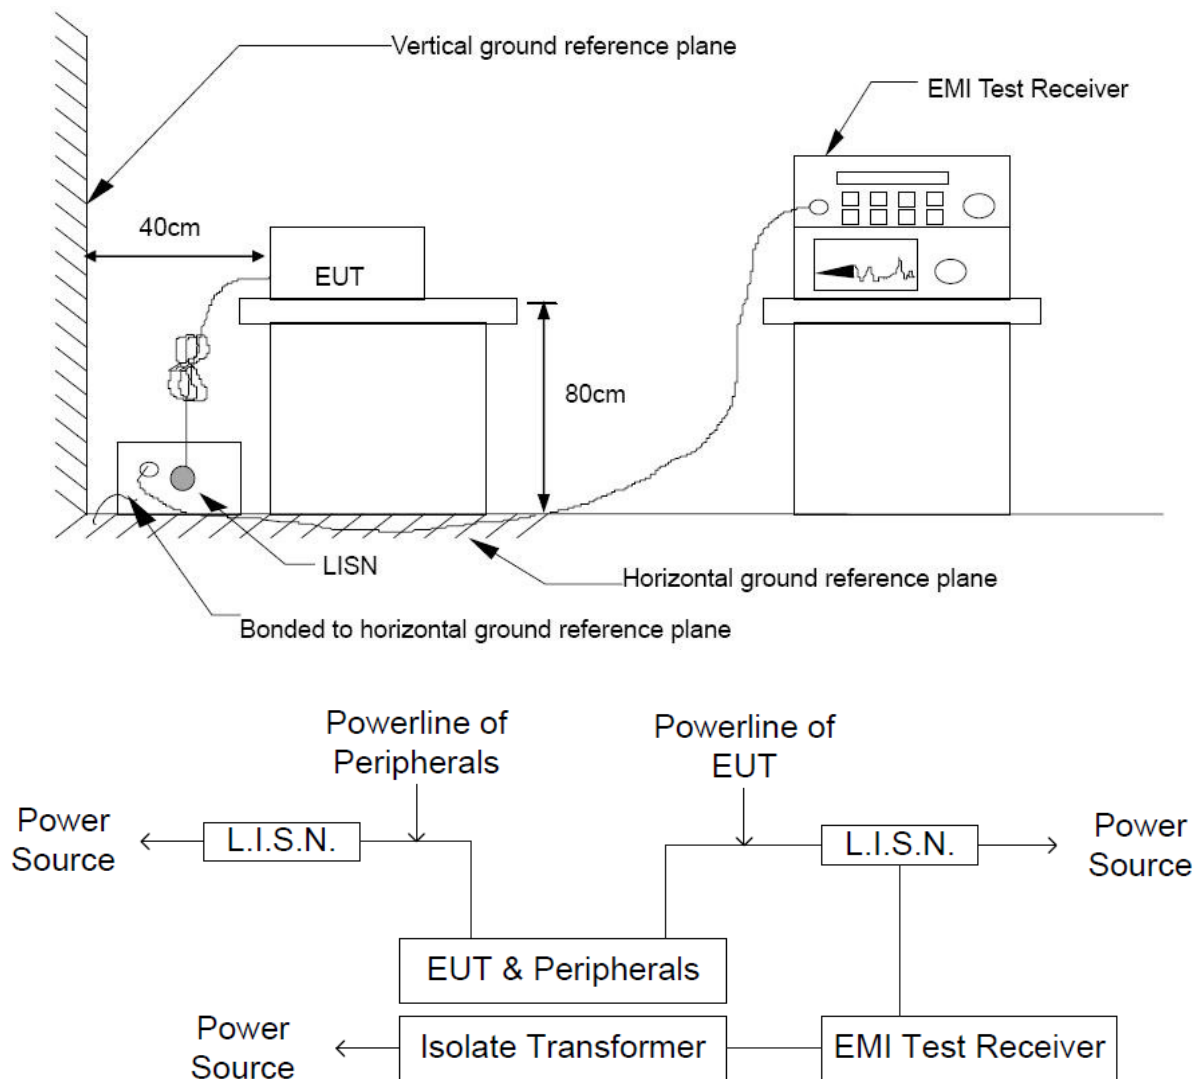 Vertical ground reference plane
EMI Test Receiver
40cm
EUT
80cm
LISN
Horizontal ground reference plane
Bonded to horizontal ground reference plane
Powerline of
Peripherals
Powerline of
EUT
Power
Source
L.I.S.N.
L.I.S.N.
Power
Source
EUT & Peripherals
Power
Source
Isolate Transformer
EMI Test Receiver